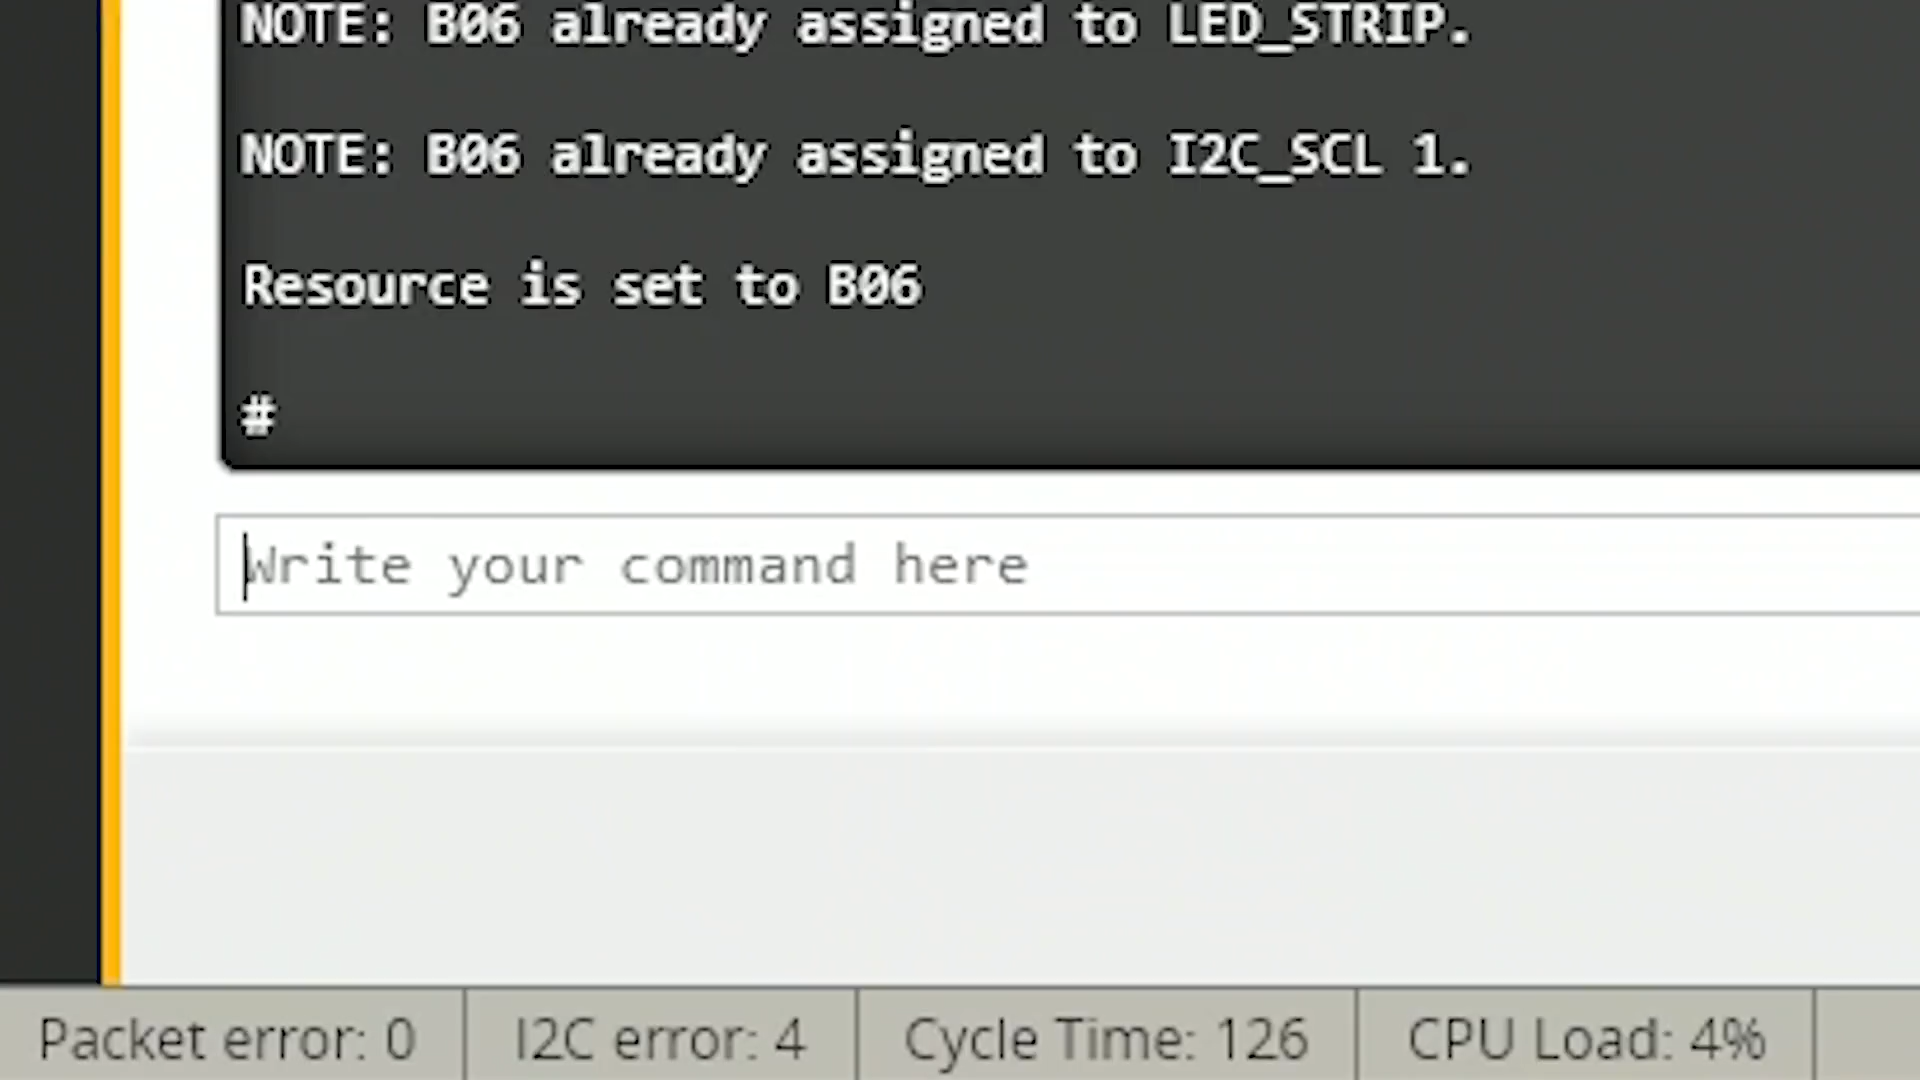 NOTE: B06 already assigned to LED_STRIP.
NOTE: B06 already assigned to I2C_SCL 1.
Resource is set to B06
#
Write your command here
Packet error: 0 I2C error: 4 Cycle Time: 126 CPU Load: 4%